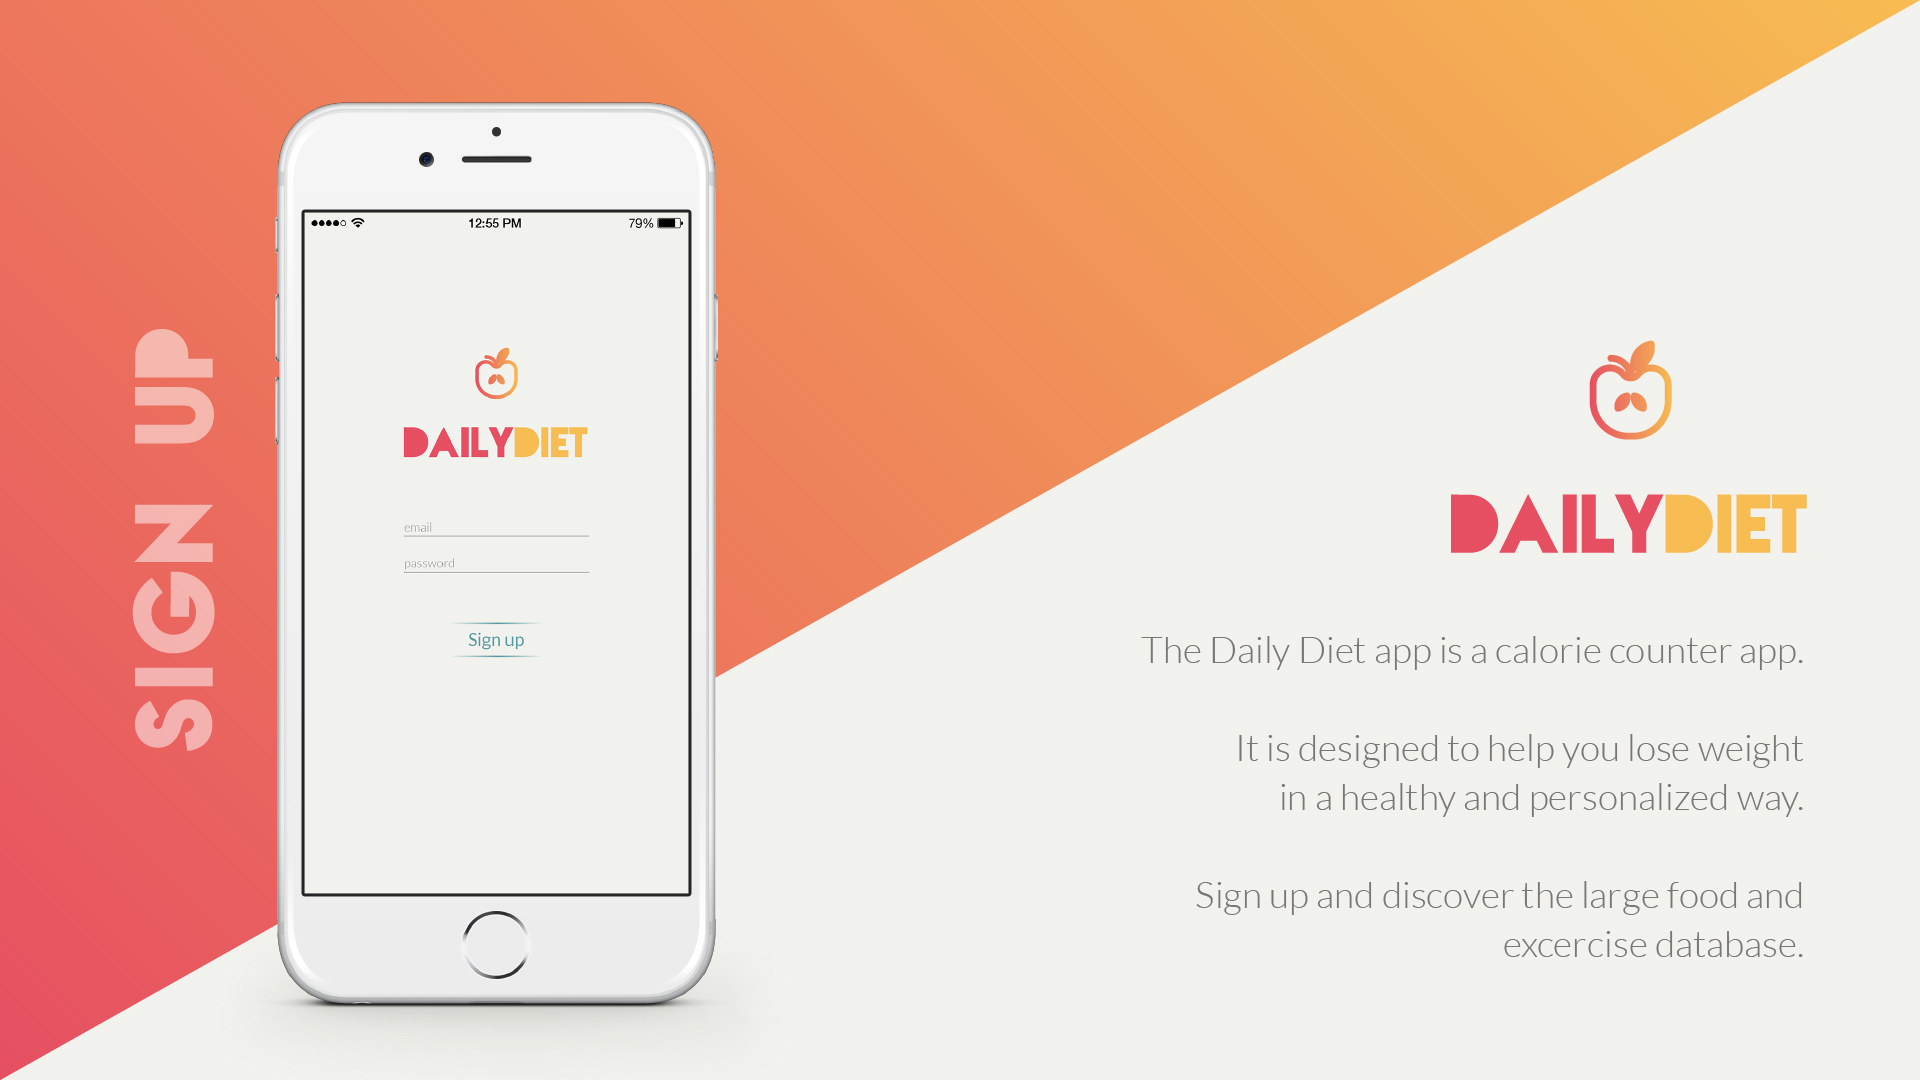 SIGN UP
12:55 PM
79%
DAILYDIET
email
password
Sign up
DAILYDIET
The Daily Diet app is a calorie counter app.
It is designed to help you lose weight
in a healthy and personalized way.
Sign up and discover the large food and
excercise database.